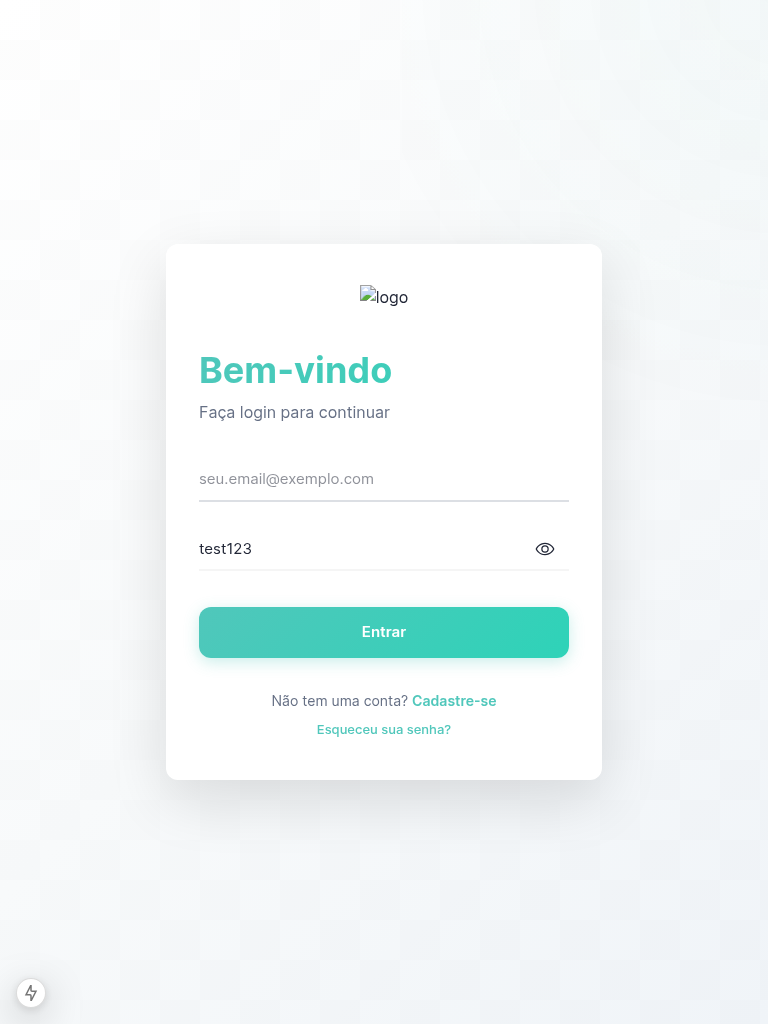 logo
Bem-vindo
Faça login para continuar
seu.email@exemplo.com
test123
Entrar
Não tem uma conta? Cadastre-se
Esqueceu sua senha?